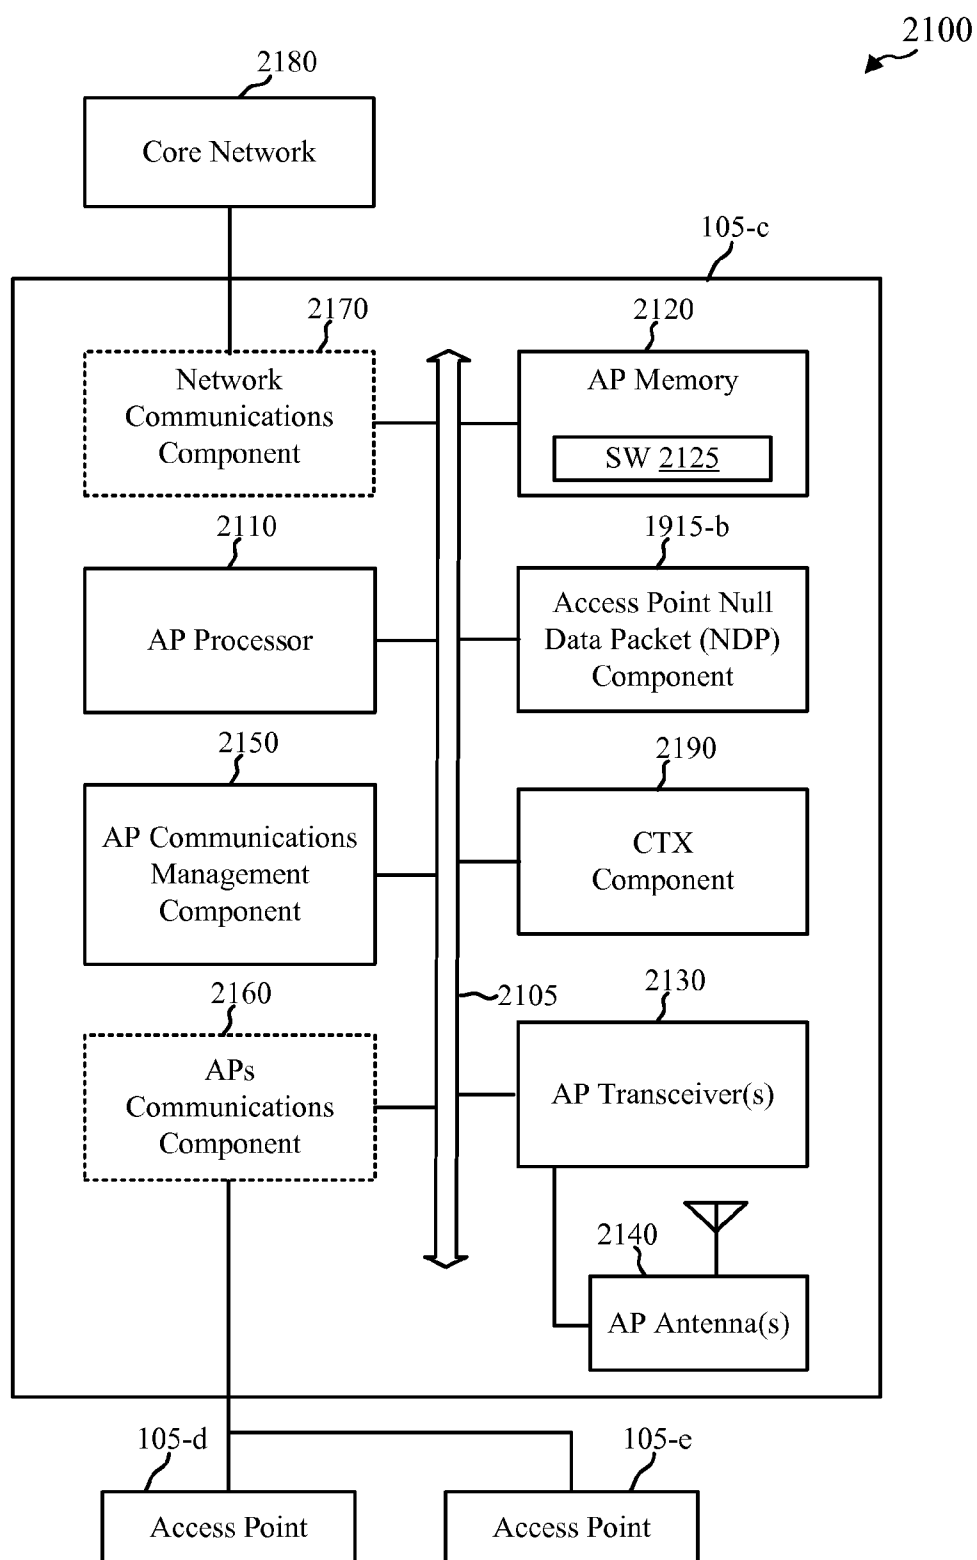 2100
2180
Core Network
105-c
2170
Network
Communications
Component
2120
AP Memory
SW 2125
2110
AP Processor
1915-b
Access Point Null
Data Packet (NDP)
Component
2150
AP Communications
Management
Component
2190
CTX
Component
2105
2160
APs
Communications
Component
2130
AP Transceiver(s)
2140
AP Antenna(s)
105-d
Access Point
105-e
Access Point